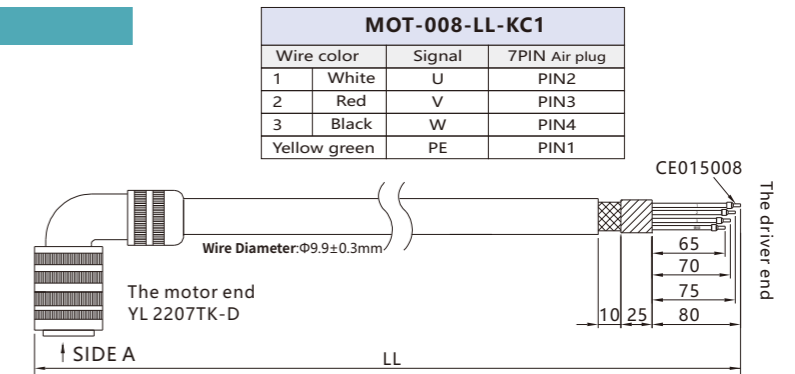 MOT-008-LL-KC1
Wire color Signal 7PIN Air plug
1 White U PIN2
2 Red V PIN3
3 Black W PIN4
Yellow green PE PIN1
CE015008
The driver end
Wire Diameter:Φ9.9±0.3mm
65
70
75
10 25 80
The motor end
YL 2207TK-D
SIDE A
LL